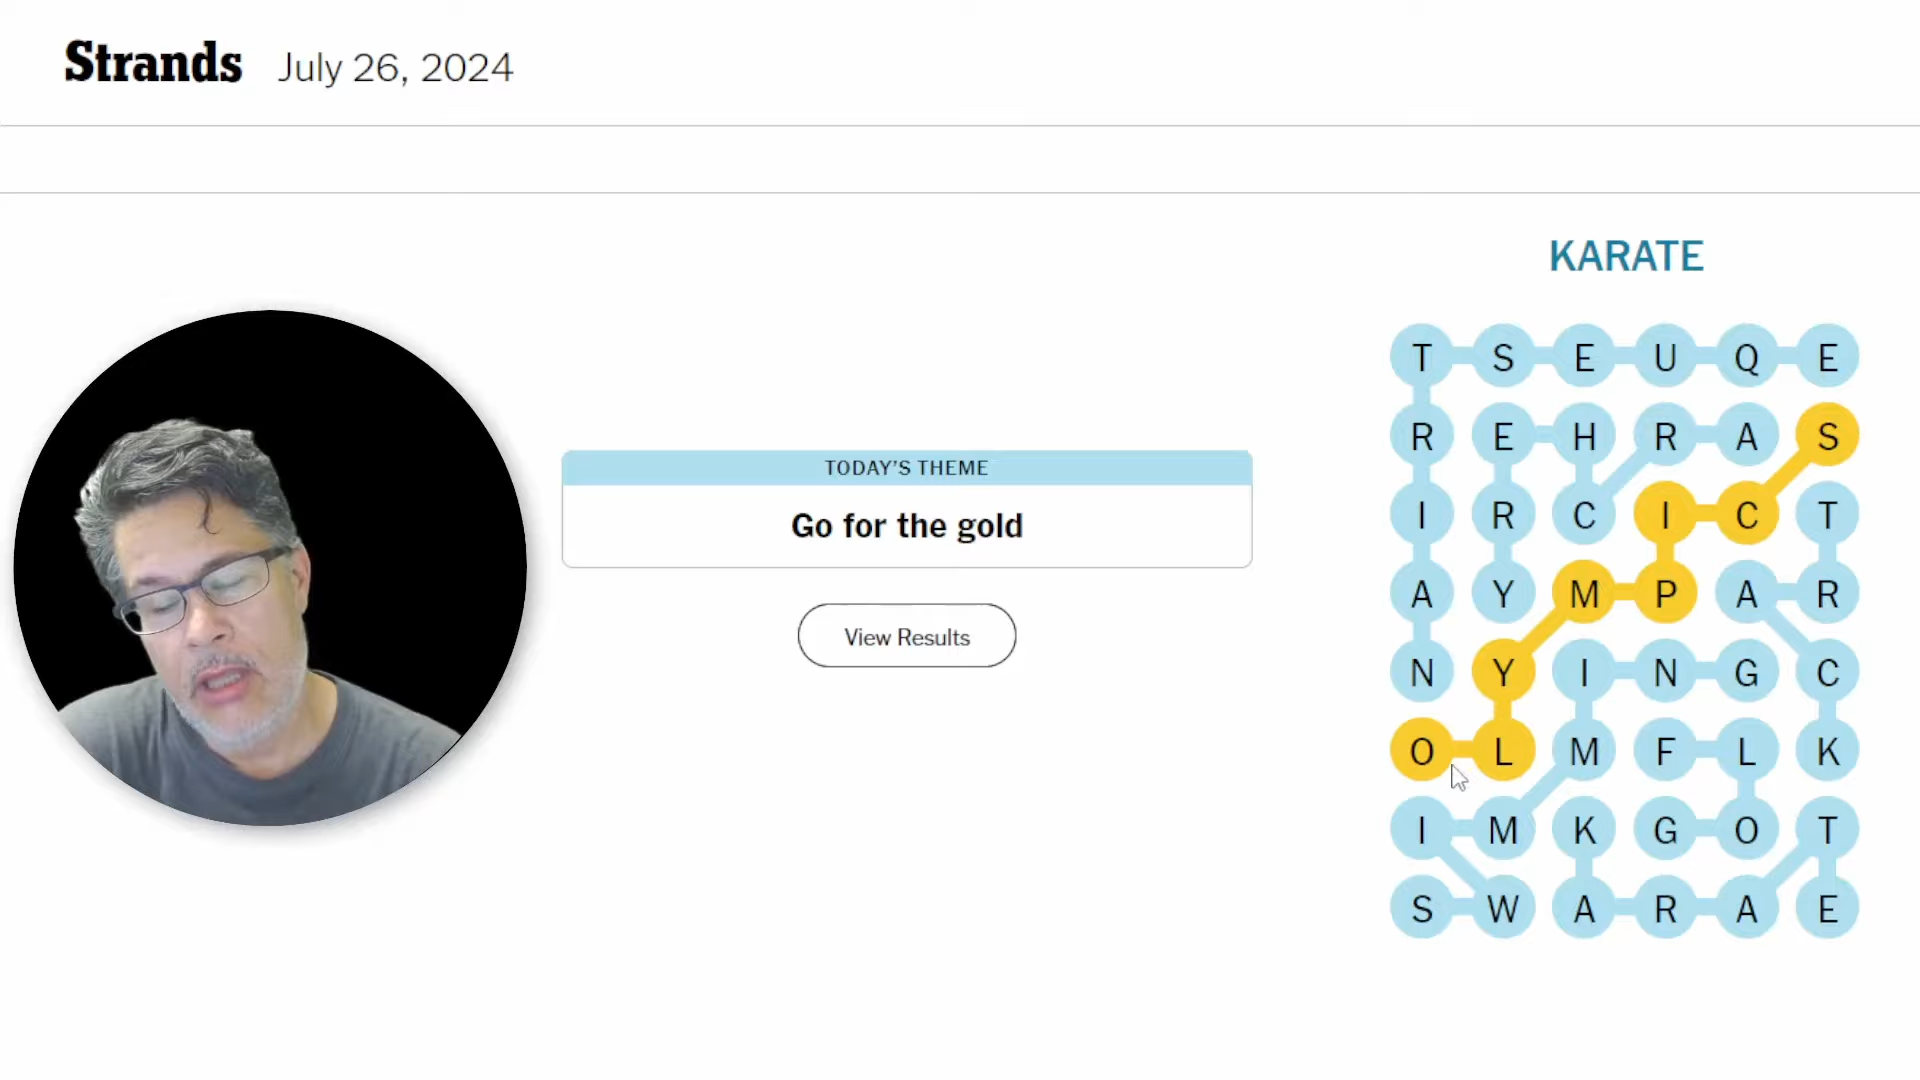 Strands July 26, 2024
TODAY'S THEME
Go for the gold
View Results
KARATE
T S E U Q E
R E H R A S
I R C I C T
A Y M P A R
N Y I N G C
O L M F L K
I M K G O T
S W A R A E